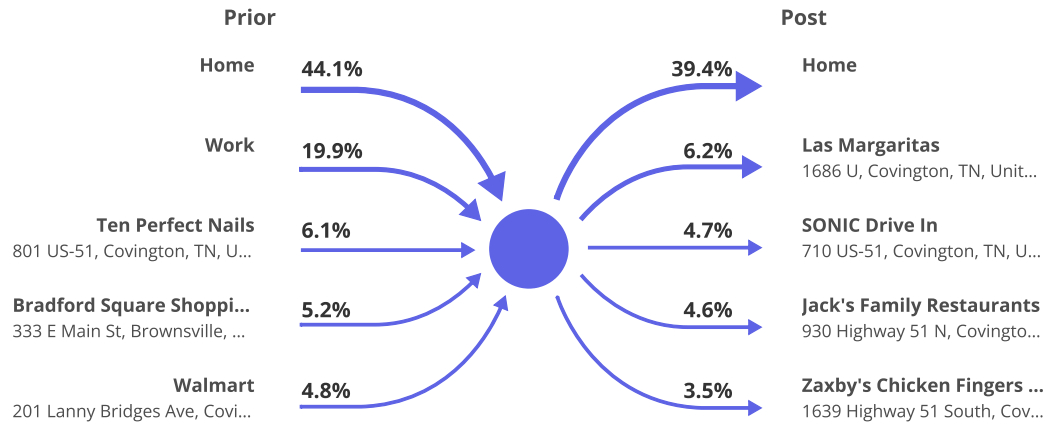 Prior
Post
Home
44.1%
39.4%
Home
Work
19.9%
6.2%
Las Margaritas
1686 U, Covington, TN, Unit...
Ten Perfect Nails
801 US-51, Covington, TN, U...
6.1%
4.7%
SONIC Drive In
710 US-51, Covington, TN, U...
Bradford Square Shoppi...
333 E Main St, Brownsville, ...
5.2%
4.6%
Jack's Family Restaurants
930 Highway 51 N, Covingto...
Walmart
201 Lanny Bridges Ave, Covi...
4.8%
3.5%
Zaxby's Chicken Fingers ...
1639 Highway 51 South, Cov...